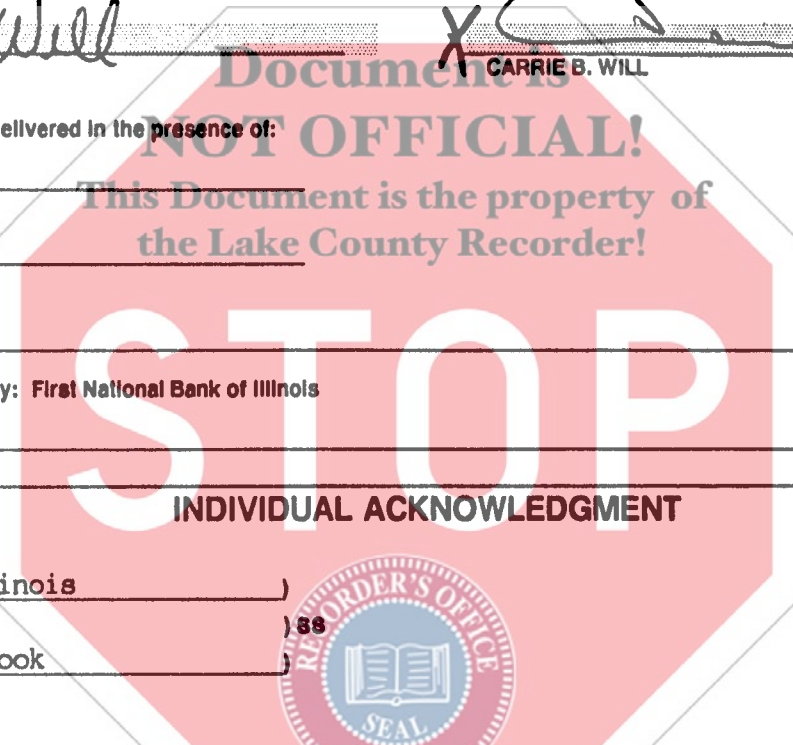 Will X
Document is
CARRIE B. WILL
elivered in the presence of:
NOT OFFICIAL!
This Document is the property of
the Lake County Recorder!
STOP
y: First National Bank of Illinois
INDIVIDUAL ACKNOWLEDGMENT
inois )
) ss
ook )
RECORDER'S OFFICE
SEAL